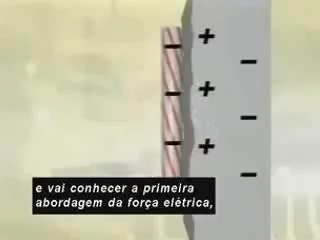 e vai conhecer a primeira
abordagem da força elétrica,